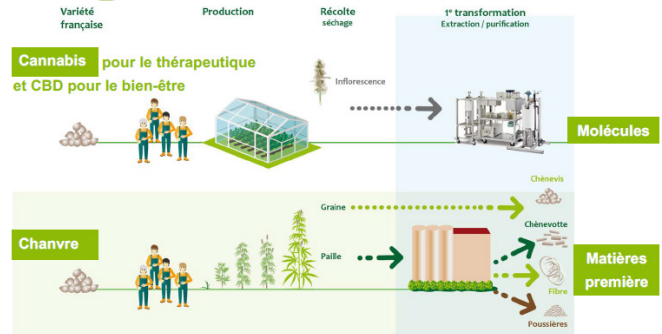 Variété
française
Production
Récolte
séchage
1e transformation
Extraction / purification
Cannabis pour le thérapeutique
et CBD pour le bien-être
Inflorescence
Molécules
Chènevis
Graine
Chènevotte
Chanvre
Paille
Matières
première
Fibre
Poussières